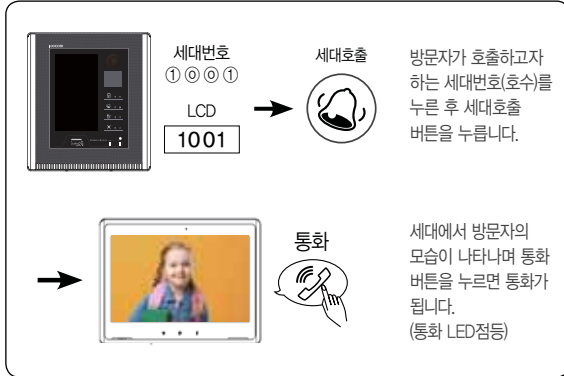 세대번호
① ⓞ ⓞ ①
LCD
1001
세대호출
방문자가 호출하고자
하는 세대번호(호수)를
누른 후 세대호출
버튼을 누릅니다.
통화
세대에서 방문자의
모습이 나타나며 통화
버튼을 누르면 통화가
됩니다.
(통화 LED점등)